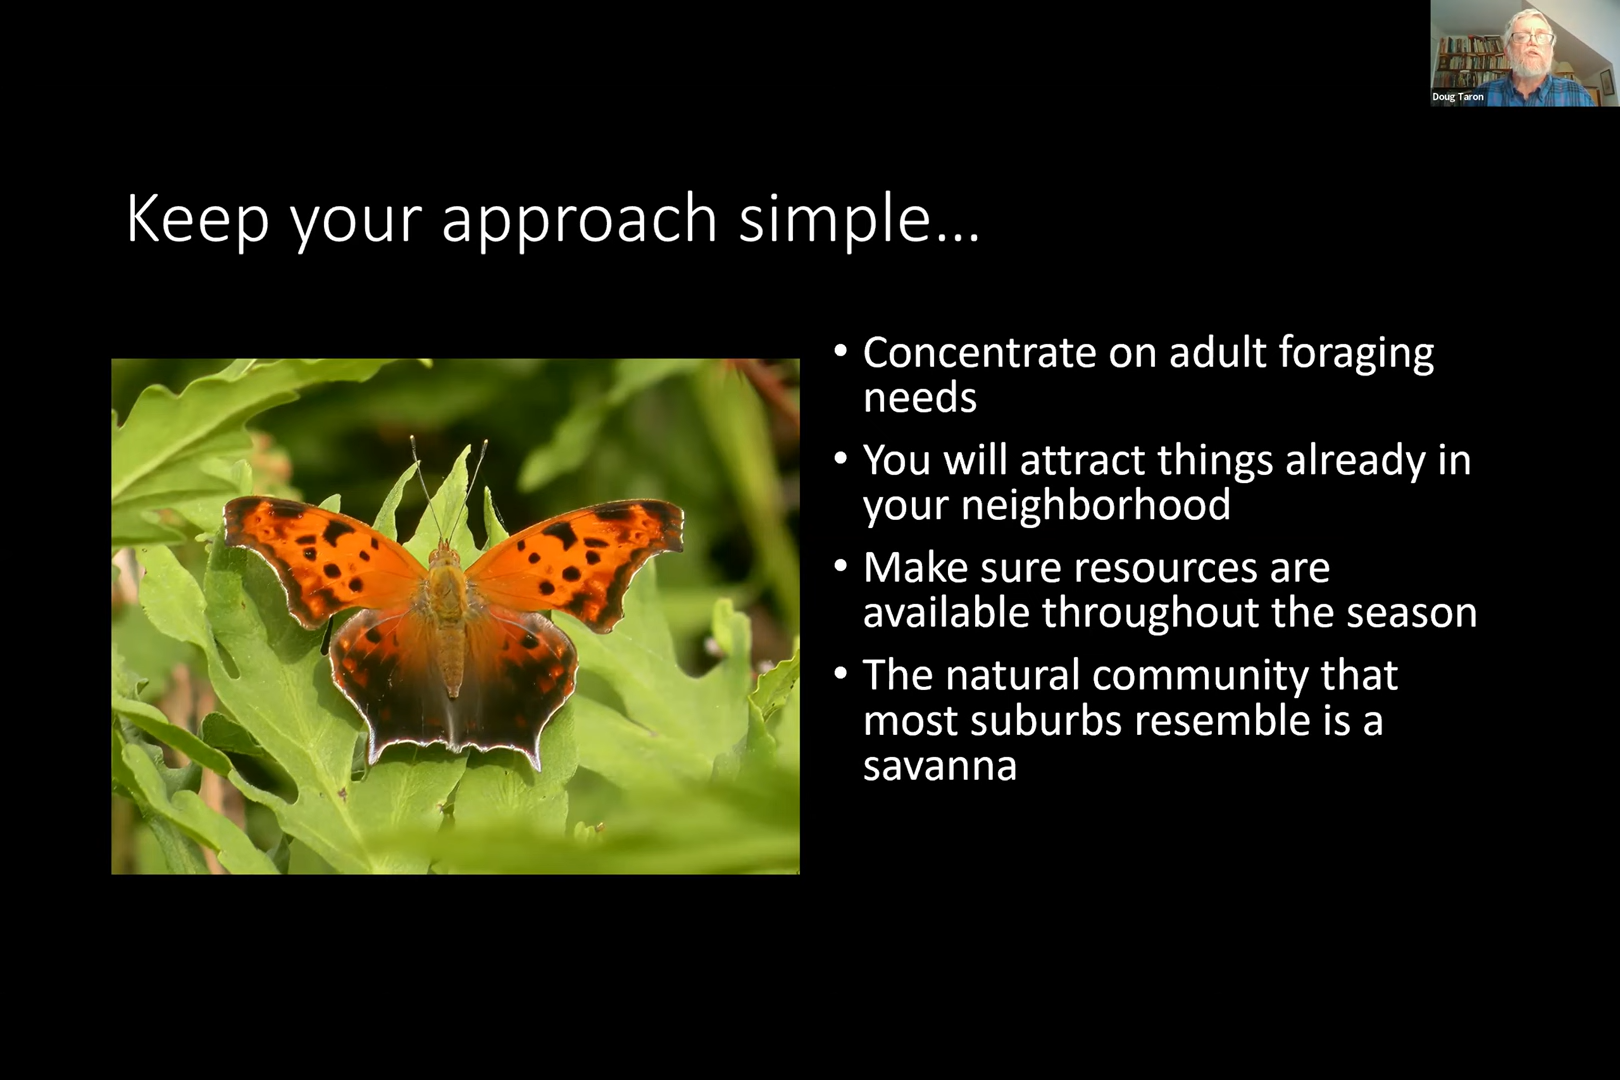 Doug Taron
Keep your approach simple...
• Concentrate on adult foraging
needs
• You will attract things already in
your neighborhood
• Make sure resources are
available throughout the season
• The natural community that
most suburbs resemble is a
savanna